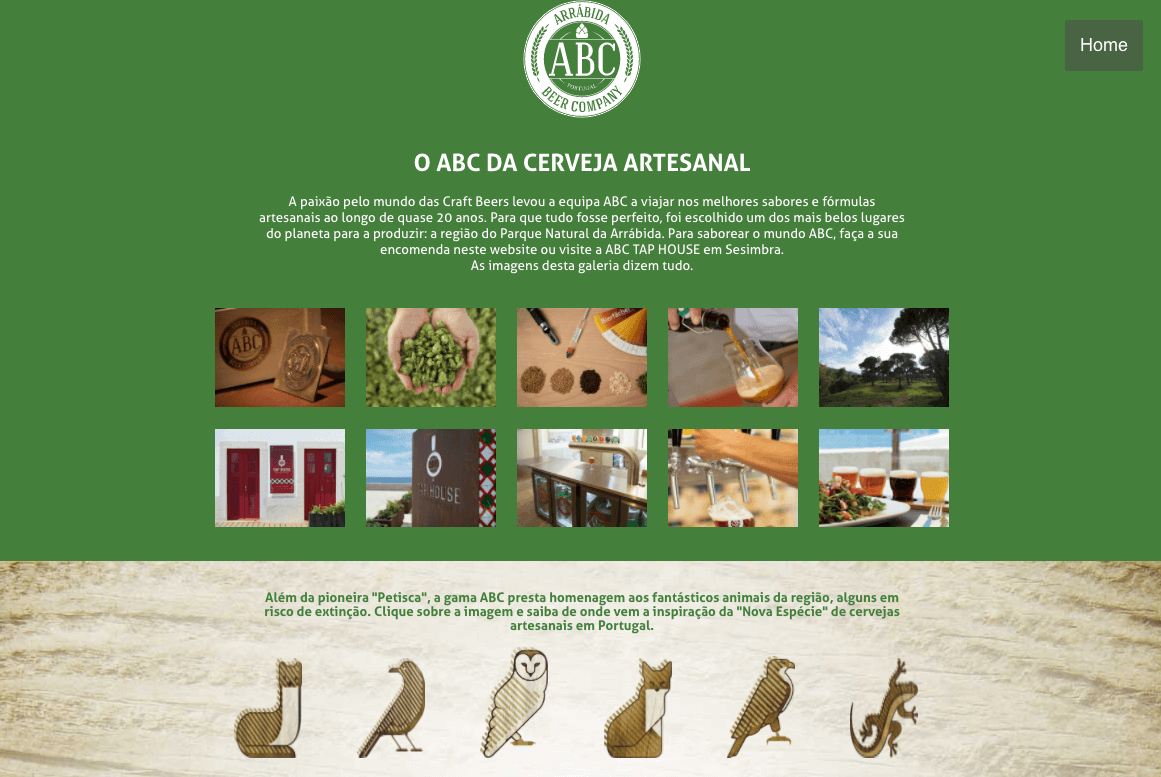 ARRÁBIDA
ABC
PORTUGAL
BEER COMPANY
Home
O ABC DA CERVEJA ARTESANAL
A paixão pelo mundo das Craft Beers levou a equipa ABC a viajar nos melhores sabores e fórmulas
artesanais ao longo de quase 20 anos. Para que tudo fosse perfeito, foi escolhido um dos mais belos lugares
do planeta para a produzir: a região do Parque Natural da Arrábida. Para saborear o mundo ABC, faça a sua
encomenda neste website ou visite a ABC TAP HOUSE em Sesimbra.
As imagens desta galeria dizem tudo.
ABC
TAP HOUSE
TAP HOUSE
Além da pioneira "Petisca", a gama ABC presta homenagem aos fantásticos animais da região, alguns em
risco de extinção. Clique sobre a imagem e saiba de onde vem a inspiração da "Nova Espécie" de cervejas
artesanais em Portugal.